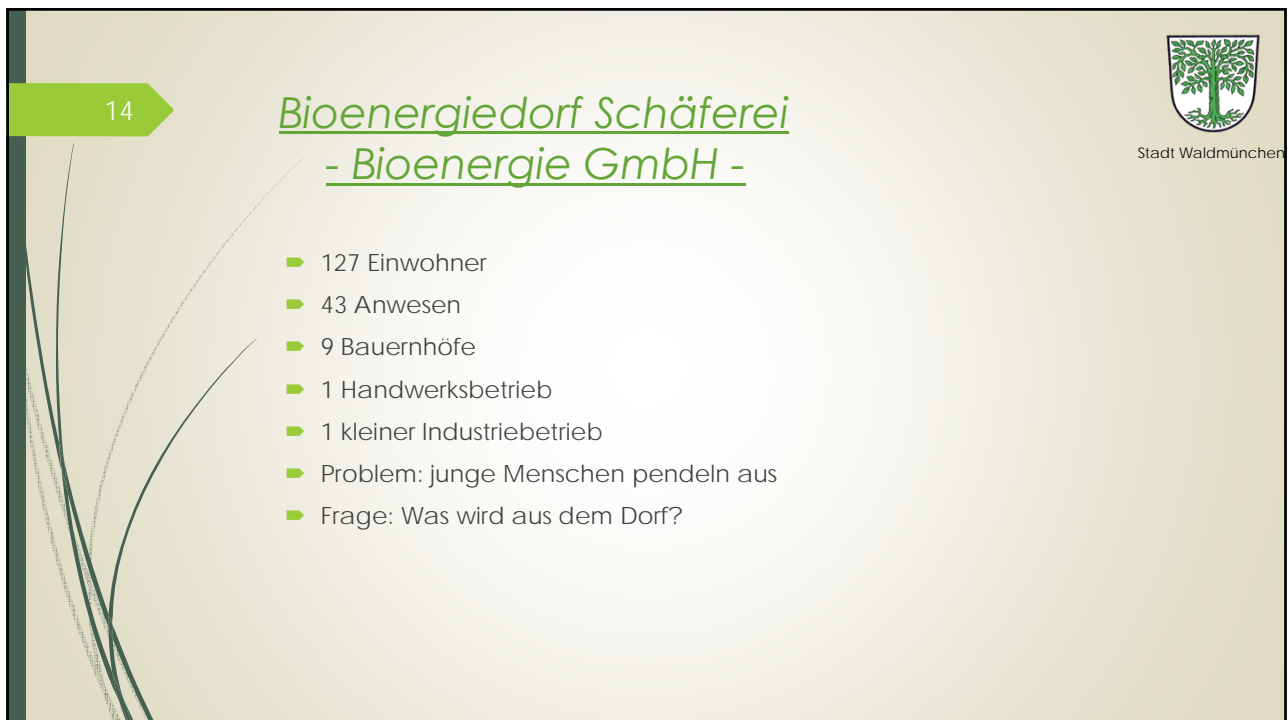 14
Bioenergiedorf Schäferei
- Bioenergie GmbH -
Stadt Waldmünchen
127 Einwohner
43 Anwesen
9 Bauernhöfe
1 Handwerksbetrieb
1 kleiner Industriebetrieb
Problem: junge Menschen pendeln aus
Frage: Was wird aus dem Dorf?